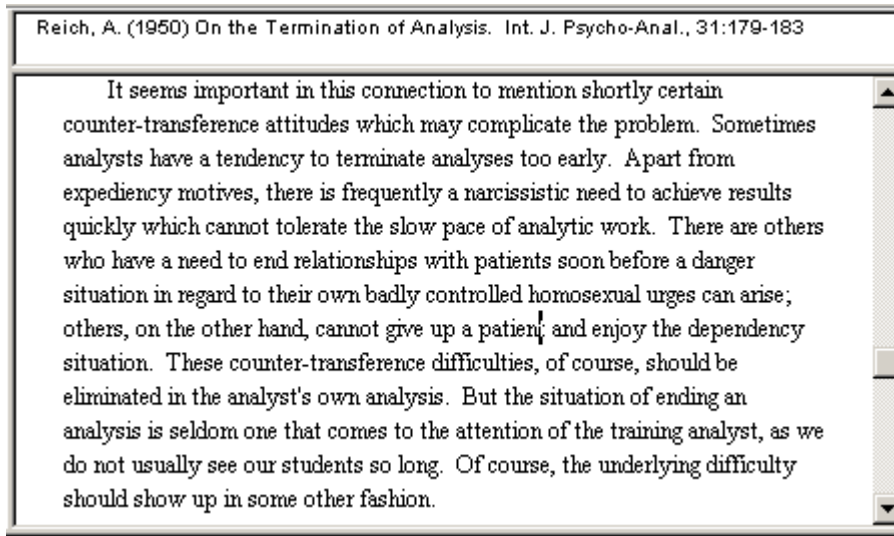 Reich, A. (1950) On the Termination of Analysis. Int. J. Psycho-Anal., 31:179-183
It seems important in this connection to mention shortly certain
counter-transference attitudes which may complicate the problem. Sometimes
analysts have a tendency to terminate analyses too early. Apart from
expediency motives, there is frequently a narcissistic need to achieve results
quickly which cannot tolerate the slow pace of analytic work. There are others
who have a need to end relationships with patients soon before a danger
situation in regard to their own badly controlled homosexual urges can arise;
others, on the other hand, cannot give up a patient and enjoy the dependency
situation. These counter-transference difficulties, of course, should be
eliminated in the analyst's own analysis. But the situation of ending an
analysis is seldom one that comes to the attention of the training analyst, as we
do not usually see our students so long. Of course, the underlying difficulty
should show up in some other fashion.